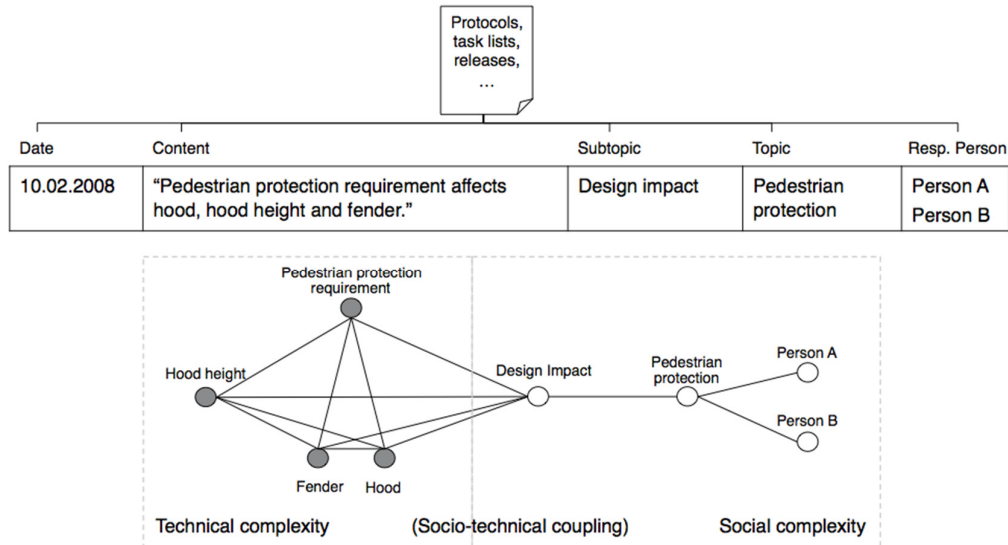 Protocols,
task lists,
releases,
...
Date Content Subtopic Topic Resp. Person
10.02.2008 “Pedestrian protection requirement affects Design impact Pedestrian Person A
hood, hood height and fender.” protection Person B
Pedestrian protection
requirement
Hood height
Design Impact
Pedestrian
protection
Person A
Person B
Fender Hood
Technical complexity (Socio-technical coupling) Social complexity